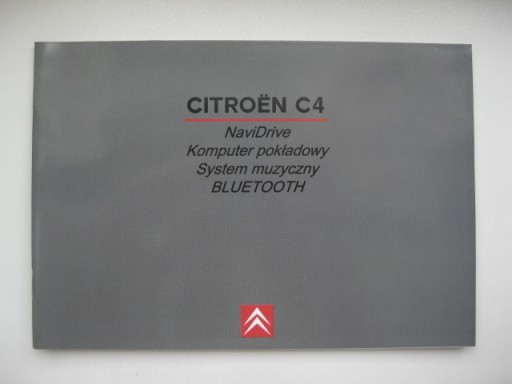 CITROËN C4
NaviDrive
Komputer pokładowy
System muzyczny
BLUETOOTH